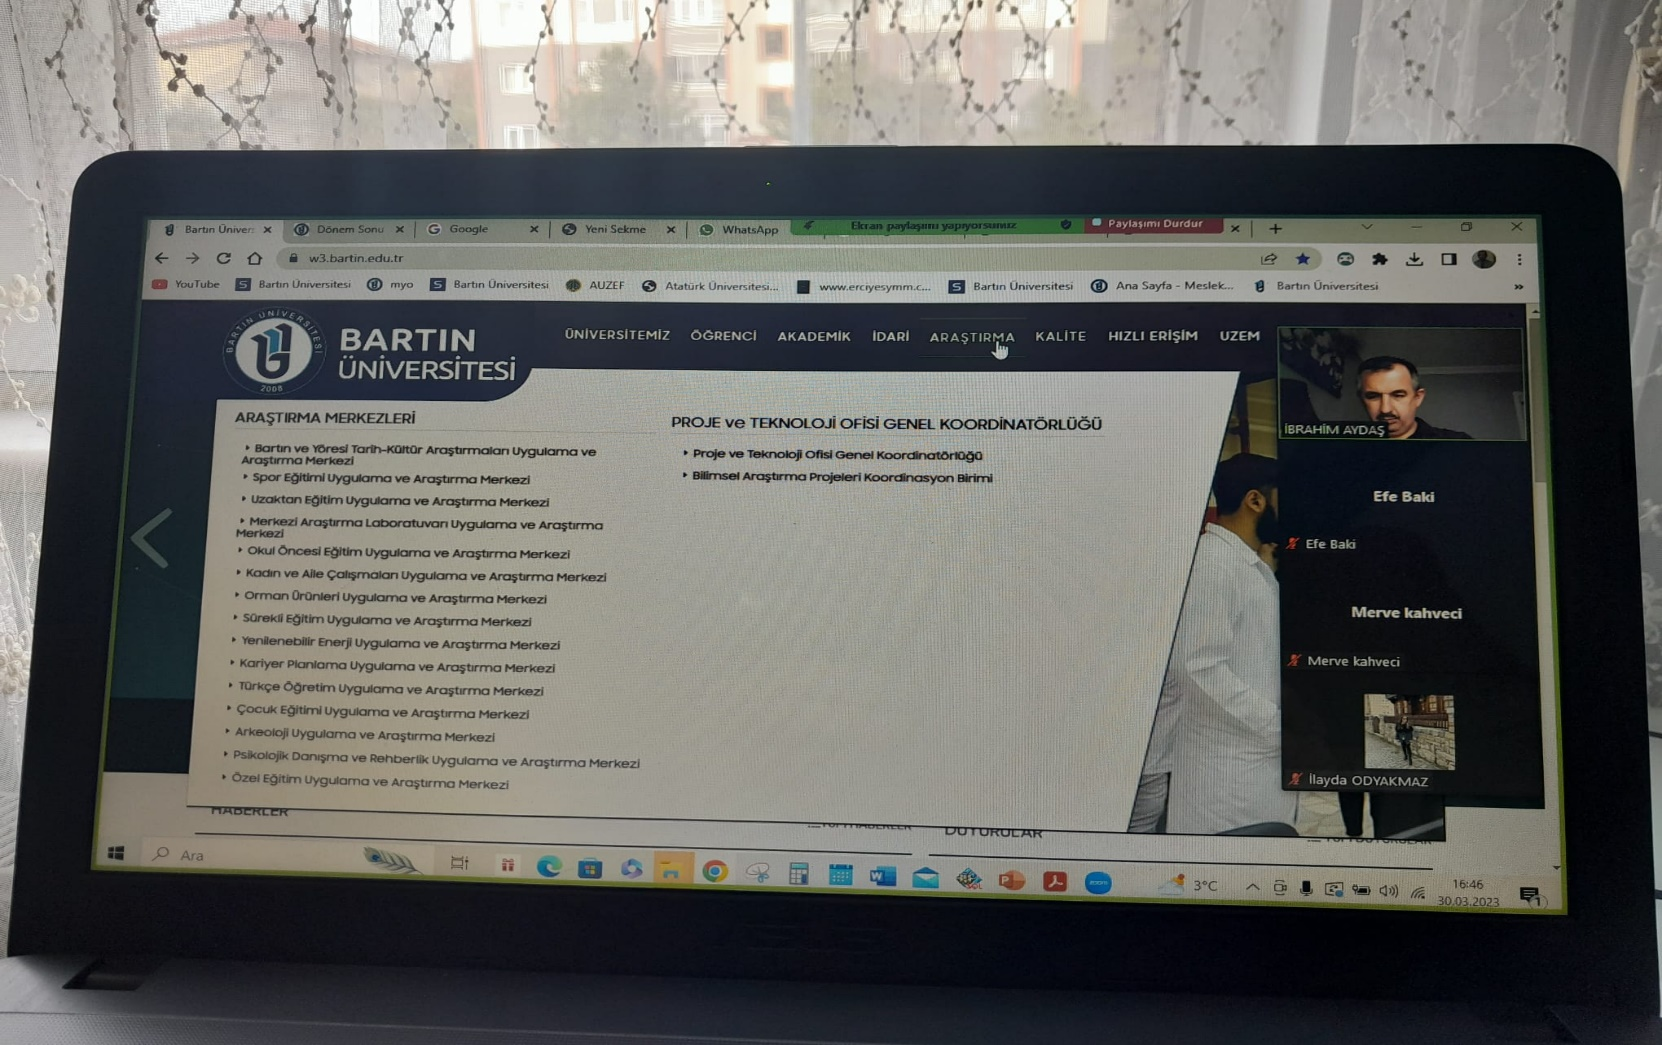 Bartın Üniver:
Dönem Sonu
Google
Yeni Sekme
WhatsApp
Ekran paylaşımı yapıyorsunuz
Paylaşımı Durdur
w3.bartin.edu.tr
YouTube
Bartın Üniversitesi
myo
Bartın Üniversitesi
AUZEF
Atatürk Üniversitesi...
www.erciyesymm.c...
Bartın Üniversitesi
Ana Sayfa - Meslek...
Bartın Üniversitesi
BARTIN ÜNİVERSİTESİ
2008
BARTIN
ÜNİVERSİTESİ
ÜNİVERSİTEMİZ
ÖĞRENCİ
AKADEMİK
İDARİ
ARAŞTIRMA
KALİTE
HIZLI ERİŞİM
UZEM
ARAŞTIRMA MERKEZLERİ
Bartın ve Yöresi Tarih-Kültür Araştırmaları Uygulama ve
Araştırma Merkezi
Spor Eğitimi Uygulama ve Araştırma Merkezi
Uzaktan Eğitim Uygulama ve Araştırma Merkezi
Merkezi Araştırma Laboratuvarı Uygulama ve Araştırma
Merkezi
Okul Öncesi Eğitim Uygulama ve Araştırma Merkezi
Kadın ve Aile Çalışmaları Uygulama ve Araştırma Merkezi
Orman Ürünleri Uygulama ve Araştırma Merkezi
Sürekli Eğitim Uygulama ve Araştırma Merkezi
Yenilenebilir Enerji Uygulama ve Araştırma Merkezi
Kariyer Planlama Uygulama ve Araştırma Merkezi
Türkçe Öğretim Uygulama ve Araştırma Merkezi
Çocuk Eğitimi Uygulama ve Araştırma Merkezi
Arkeoloji Uygulama ve Araştırma Merkezi
Psikolojik Danışma ve Rehberlik Uygulama ve Araştırma Merkezi
Özel Eğitim Uygulama ve Araştırma Merkezi
PROJE ve TEKNOLOJİ OFİSİ GENEL KOORDİNATÖRLÜĞÜ
Proje ve Teknoloji Ofisi Genel Koordinatörlüğü
Bilimsel Araştırma Projeleri Koordinasyon Birimi
İBRAHİM AYDAŞ
Efe Baki
Efe Baki
Merve kahveci
Merve kahveci
İlayda ODYAKMAZ
HABERLER
DUYURULAR
Ara
3°C
16:46
30.03.2023
1